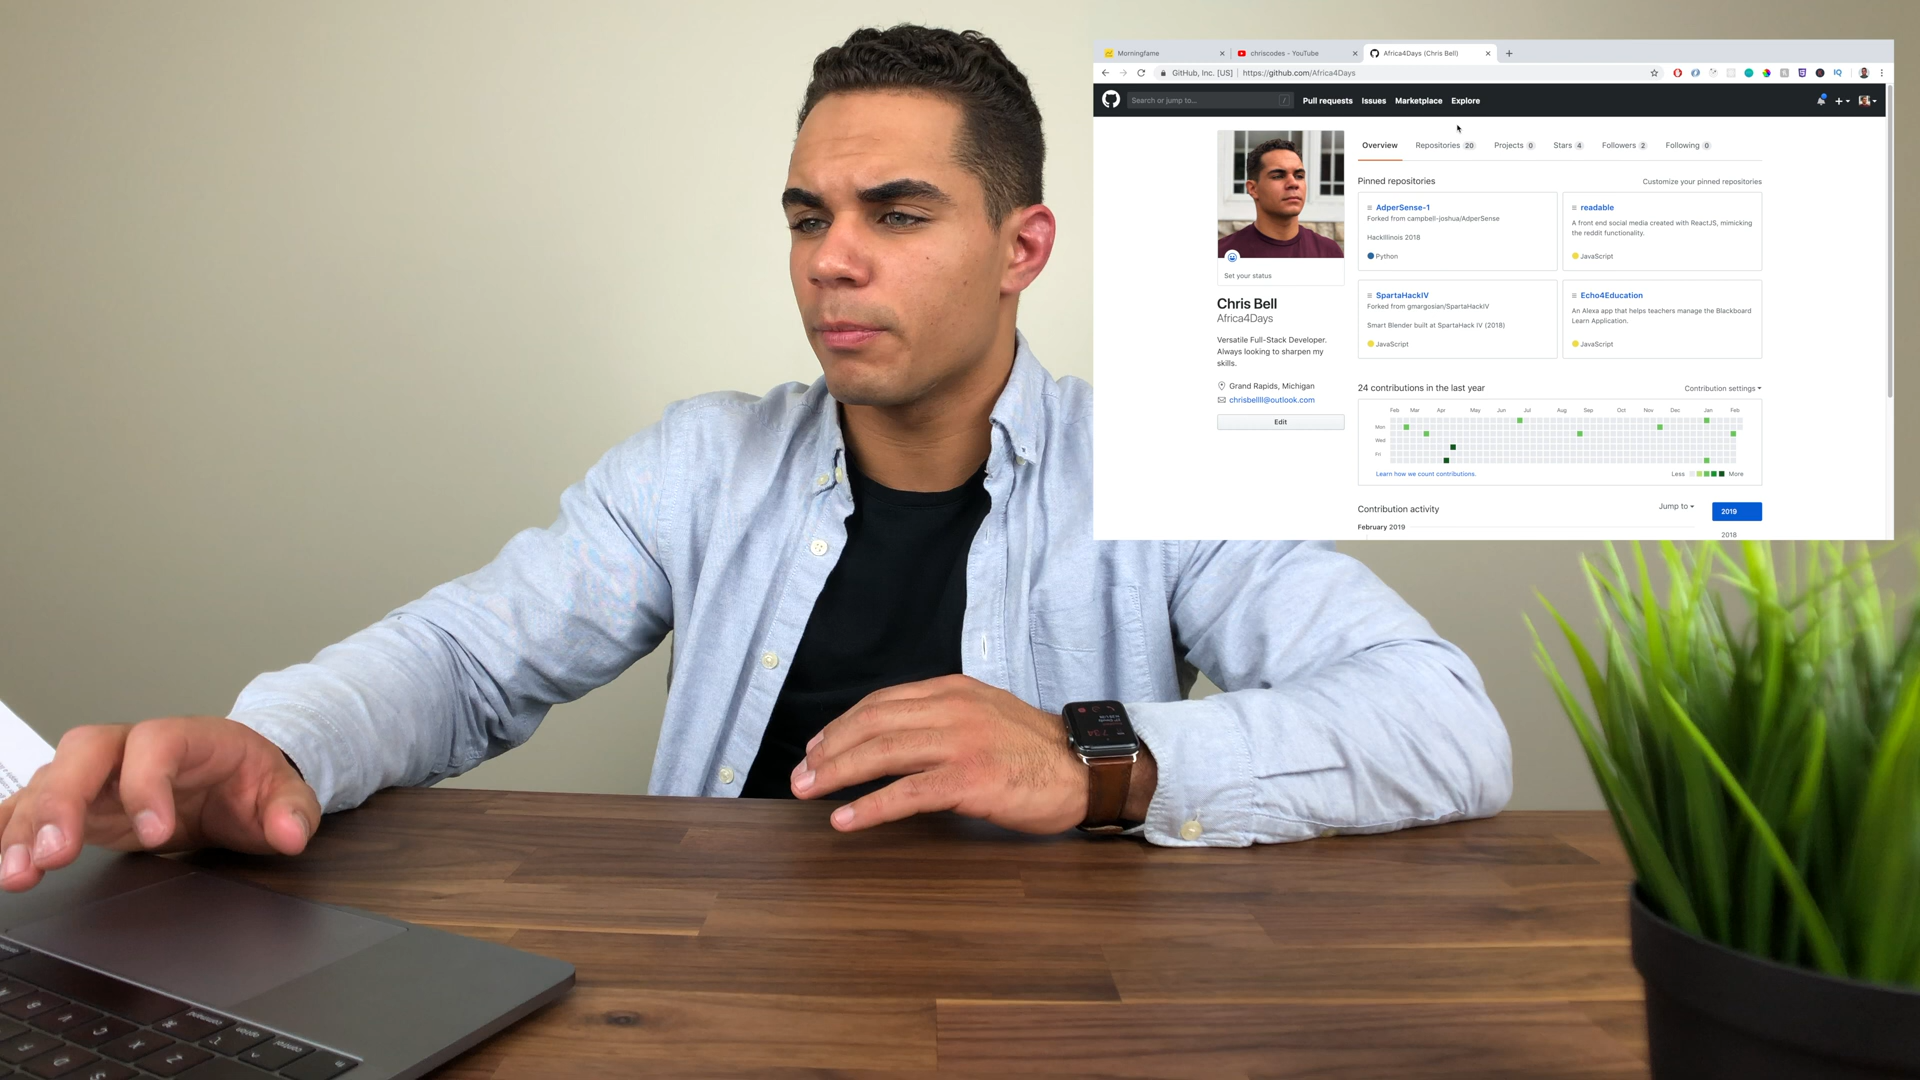 Morningfame
chriscodes - YouTube
Africa4Days (Chris Bell)
GitHub, Inc. [US] | https://github.com/Africa4Days
Search or jump to... /
Pull requests Issues Marketplace Explore
Overview Repositories 20 Projects 0 Stars 4 Followers 2 Following 0
Set your status
Chris Bell
Africa4Days
Versatile Full-Stack Developer.
Always looking to sharpen my
skills.
Grand Rapids, Michigan
chrisbellll@outlook.com
Edit
Pinned repositories
Customize your pinned repositories
AdperSense-1
Forked from campbell-joshua/AdperSense
HackIllinois 2018
Python
readable
A front end social media created with ReactJS, mimicking
the reddit functionality.
JavaScript
SpartaHackIV
Forked from gmargosian/SpartaHackIV
Smart Blender built at SpartaHack IV (2018)
JavaScript
Echo4Education
An Alexa app that helps teachers manage the Blackboard
Learn Application.
JavaScript
24 contributions in the last year
Contribution settings
Feb Mar Apr May Jun Jul Aug Sep Oct Nov Dec Jan Feb
Mon
Wed
Fri
Learn how we count contributions.
Less More
Contribution activity
Jump to
2019
February 2019
2018
command
option
control